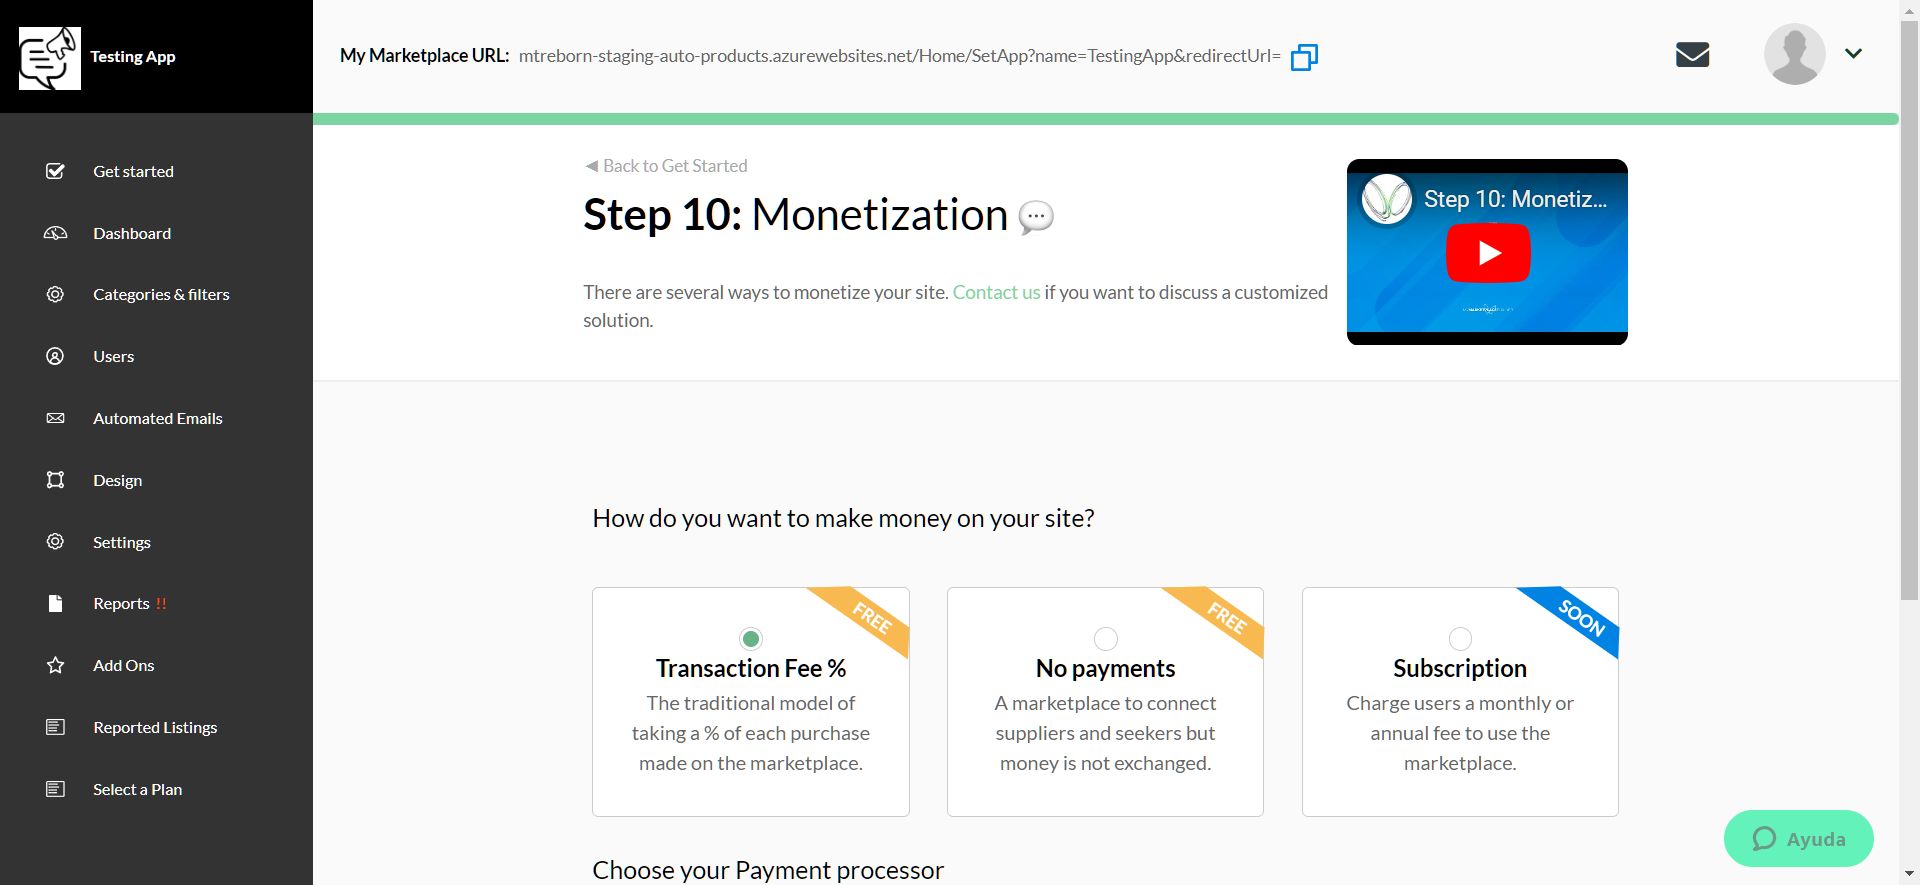 Testing App
My Marketplace URL: mtreborn-staging-auto-products.azurewebsites.net/Home/SetApp?name=TestingApp&redirectUrl=
Get started
Dashboard
Categories & filters
Users
Automated Emails
Design
Settings
Reports !!
Add Ons
Reported Listings
Select a Plan
◄ Back to Get Started
Step 10: Monetization
There are several ways to monetize your site. Contact us if you want to discuss a customized
solution.
Step 10: Monetiz...
How do you want to make money on your site?
FREE
Transaction Fee %
The traditional model of
taking a % of each purchase
made on the marketplace.
FREE
No payments
A marketplace to connect
suppliers and seekers but
money is not exchanged.
SOON
Subscription
Charge users a monthly or
annual fee to use the
marketplace.
Choose your Payment processor
Ayuda